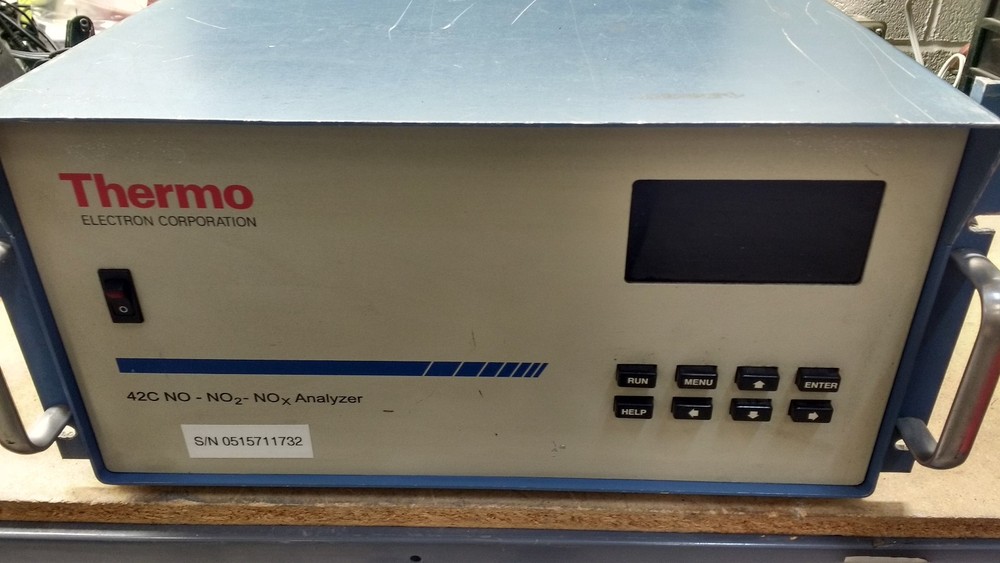 Thermo
ELECTRON CORPORATION
O
42C NO - NO₂- NOₓ Analyzer
S/N 0515711732
RUN MENU ENTER
HELP